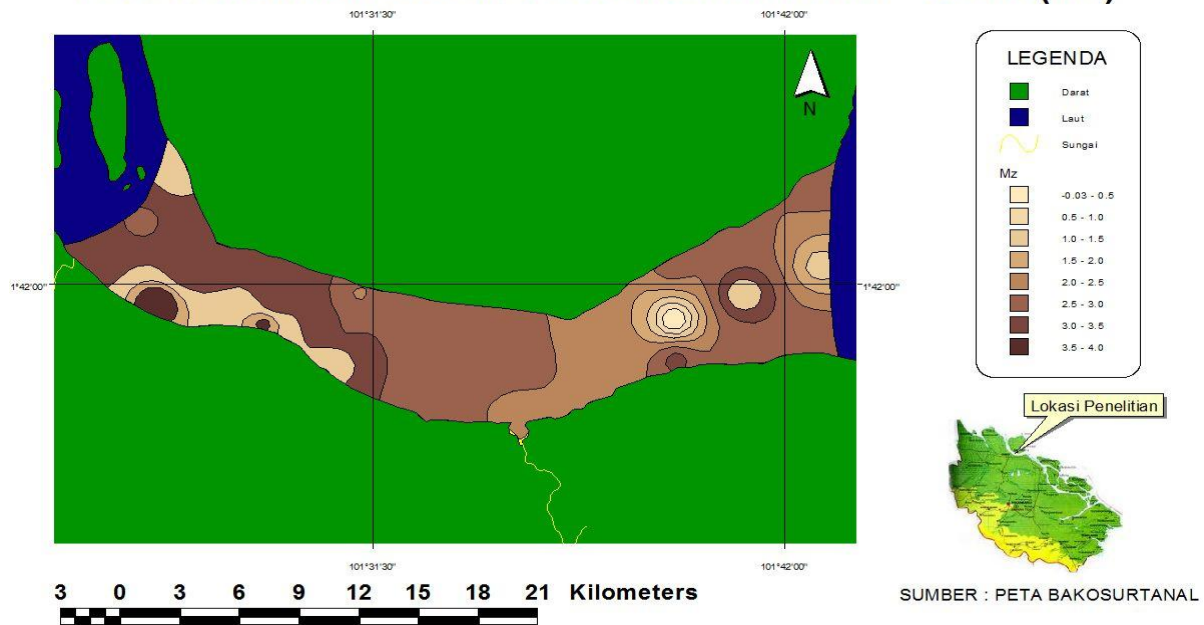 101°31'30"
101°42'00"
N
1°42'00"
1°42'00"
101°31'30"
101°42'00"
3 0 3 6 9 12 15 18 21 Kilometers
LEGENDA
Darat
Laut
Sungai
Mz
-0.03 - 0.5
0.5 - 1.0
1.0 - 1.5
1.5 - 2.0
2.0 - 2.5
2.5 - 3.0
3.0 - 3.5
3.5 - 4.0
Lokasi Penelitian
SUMBER : PETA BAKOSURTANAL